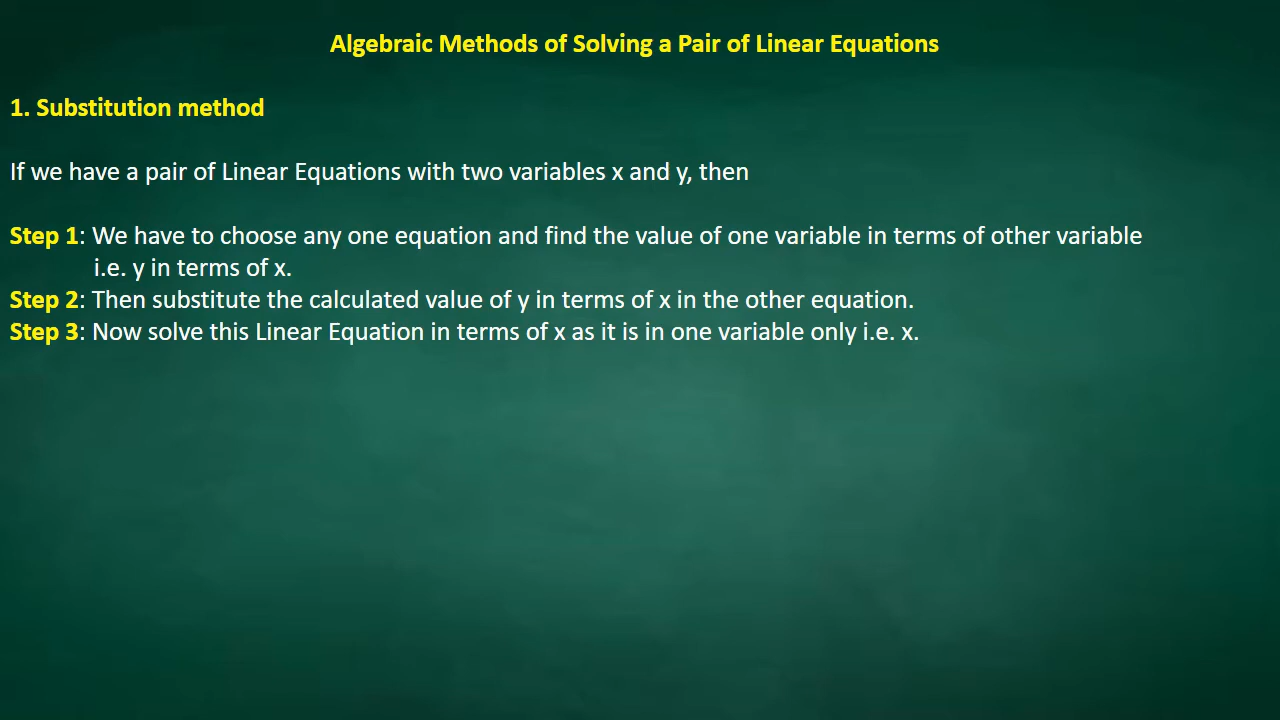 Algebraic Methods of Solving a Pair of Linear Equations
1. Substitution method
If we have a pair of Linear Equations with two variables x and y, then
Step 1: We have to choose any one equation and find the value of one variable in terms of other variable
i.e. y in terms of x.
Step 2: Then substitute the calculated value of y in terms of x in the other equation.
Step 3: Now solve this Linear Equation in terms of x as it is in one variable only i.e. x.